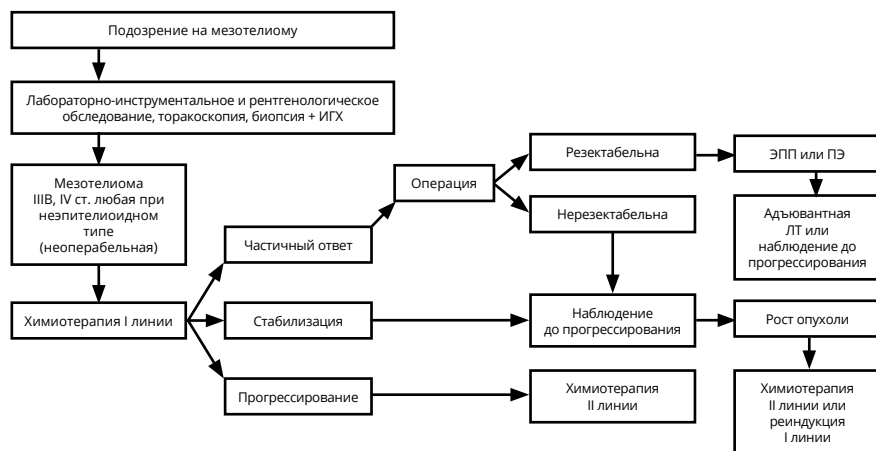 Подозрение на мезотелиому
Лабораторно-инструментальное и рентгенологическое
обследование, торакоскопия, биопсия + ИГХ
Мезотелиома
IIIB, IV ст. любая при
неэпителиоидном
типе
(неоперабельная)
Химиотерапия I линии
Частичный ответ
Стабилизация
Прогрессирование
Операция
Резектабельна
Нерезектабельна
Наблюдение
до прогрессирования
Химиотерапия
II линии
ЭПП или ПЭ
Адъювантная
ЛТ или
наблюдение до
прогрессирования
Рост опухоли
Химиотерапия
II линии или
реиндукция
I линии